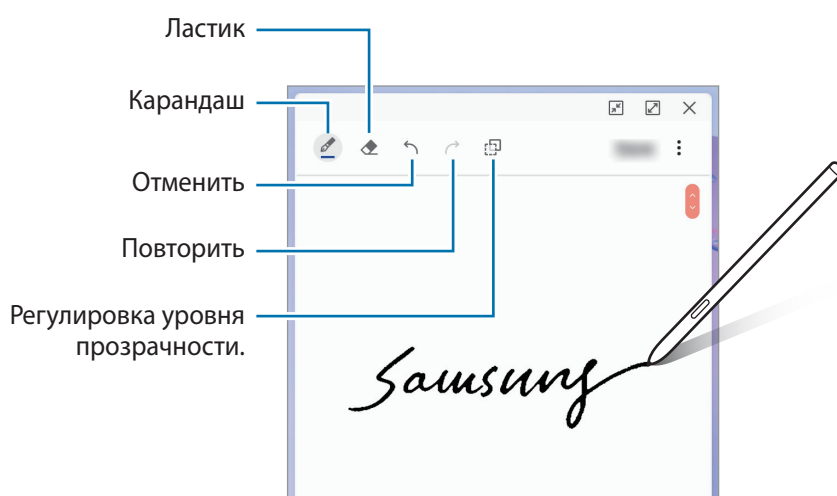 Ластик
Карандаш
Отменить
Повторить
Регулировка уровня
прозрачности.
Samsung